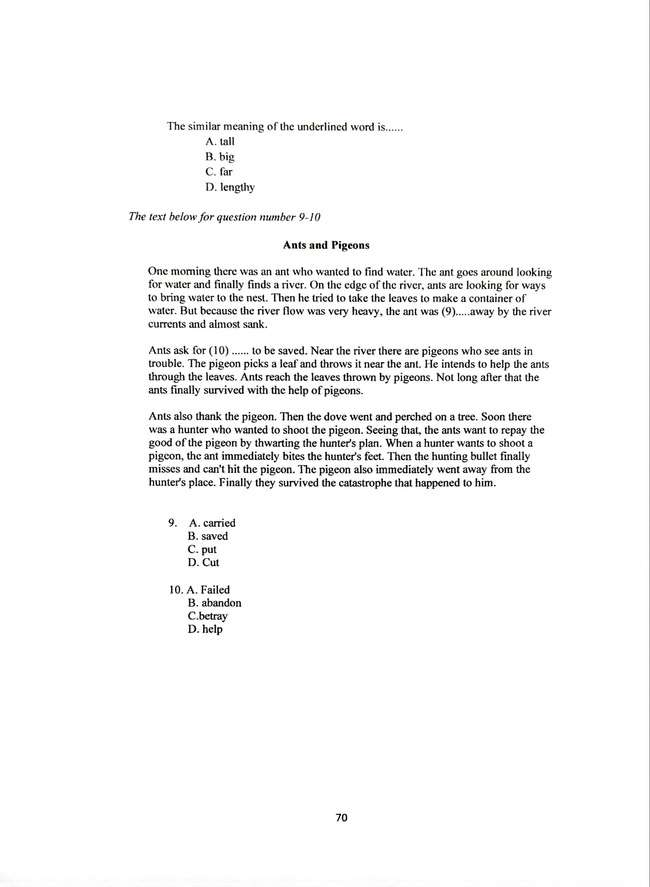 The similar meaning of the underlined word is......
A. tall
B. big
C. far
D. lengthy
The text below for question number 9-10
Ants and Pigeons
One morning there was an ant who wanted to find water. The ant goes around looking
for water and finally finds a river. On the edge of the river, ants are looking for ways
to bring water to the nest. Then he tried to take the leaves to make a container of
water. But because the river flow was very heavy, the ant was (9).....away by the river
currents and almost sank.
Ants ask for (10) ...... to be saved. Near the river there are pigeons who see ants in
trouble. The pigeon picks a leaf and throws it near the ant. He intends to help the ants
through the leaves. Ants reach the leaves thrown by pigeons. Not long after that the
ants finally survived with the help of pigeons.
Ants also thank the pigeon. Then the dove went and perched on a tree. Soon there
was a hunter who wanted to shoot the pigeon. Seeing that, the ants want to repay the
good of the pigeon by thwarting the hunter's plan. When a hunter wants to shoot a
pigeon, the ant immediately bites the hunter's feet. Then the hunting bullet finally
misses and can't hit the pigeon. The pigeon also immediately went away from the
hunter's place. Finally they survived the catastrophe that happened to him.
9. A. carried
B. saved
C. put
D. Cut
10. A. Failed
B. abandon
C.betray
D. help
70